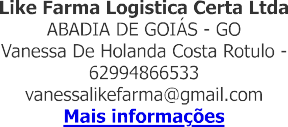 Like Farma Logistica Certa Ltda
ABADIA DE GOIÁS - GO
Vanessa De Holanda Costa Rotulo -
62994866533
vanessalikefarma@gmail.com
Mais informações